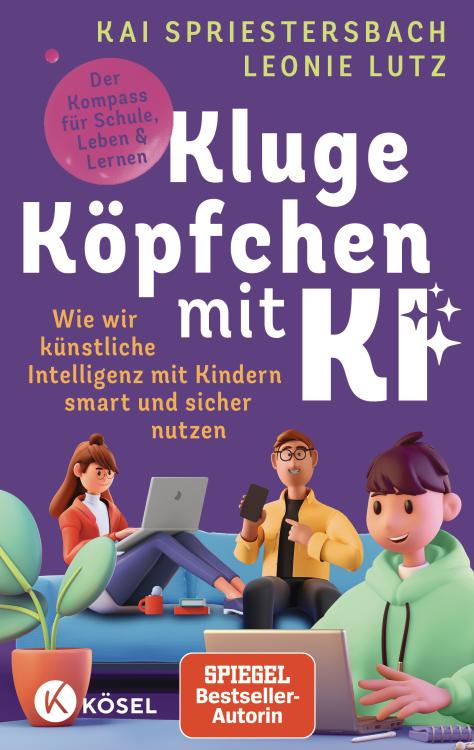 KAI SPRIESTERSBACH
LEONIE LUTZ
Der
Kompass
für Schule,
Leben &
Lernen
Kluge
Köpfchen
mit KI
Wie wir
künstliche
Intelligenz mit Kindern
smart und sicher
nutzen
SPIEGEL
Bestseller-
Autorin
K KÖSEL